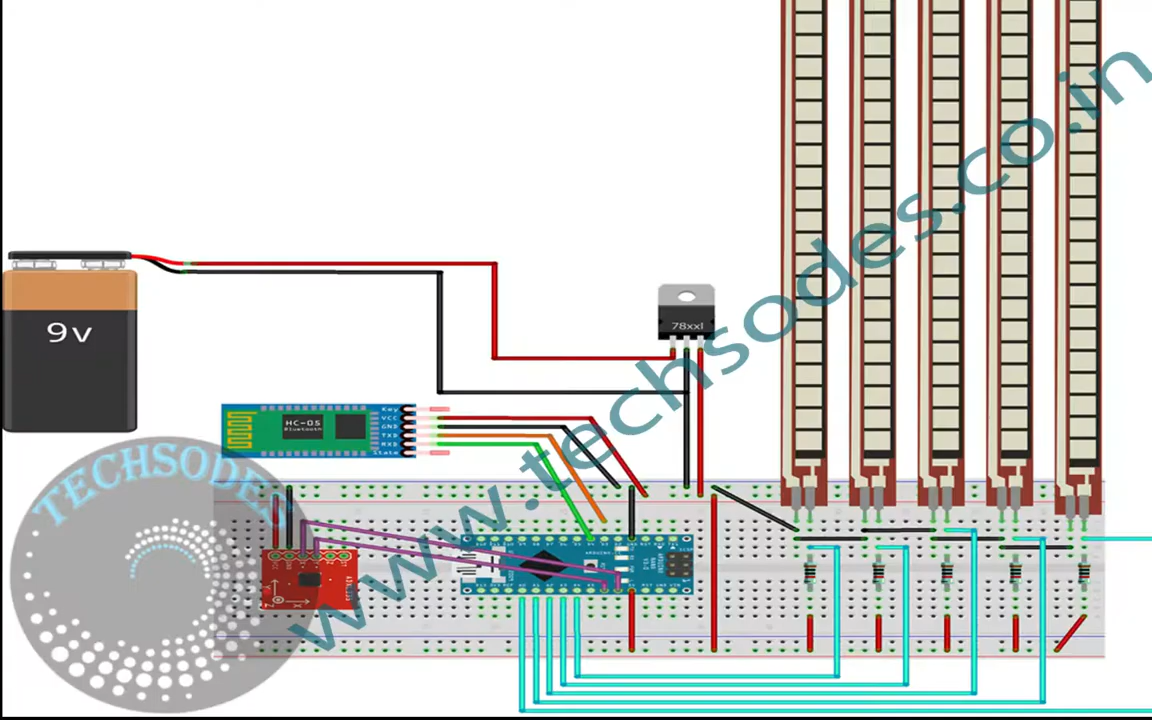 9v
78xxl
Key
VCC
GND
TXD
RXD
State
HC-05
Bluetooth
TECHSODES
www.techsodes.co.in